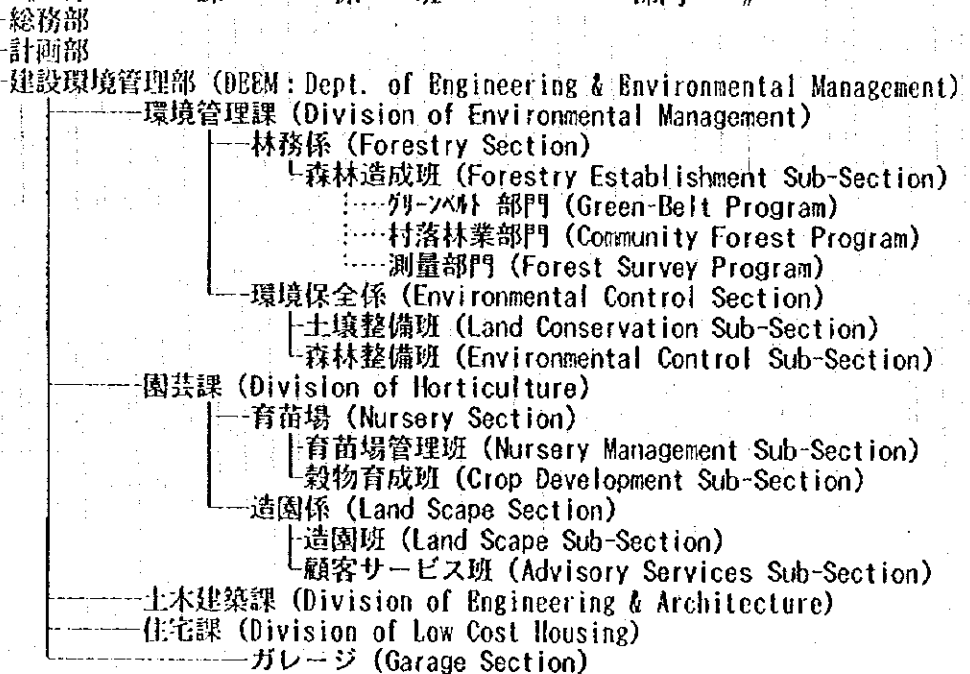 総務部
計画部
建設環境管理部 (DEEM : Dept. of Engineering & Environmental Management)
環境管理課 (Division of Environmental Management)
林務係 (Forestry Section)
森林造成班 (Forestry Establishment Sub-Section)
グリーンベルト 部門 (Green-Belt Program)
村落林業部門 (Community Forest Program)
測量部門 (Forest Survey Program)
環境保全係 (Environmental Control Section)
土壌整備班 (Land Conservation Sub-Section)
森林整備班 (Environmental Control Sub-Section)
園芸課 (Division of Horticulture)
育苗場 (Nursery Section)
育苗場管理班 (Nursery Management Sub-Section)
穀物育成班 (Crop Development Sub-Section)
造園係 (Land Scape Section)
造園班 (Land Scape Sub-Section)
顧客サービス班 (Advisory Services Sub-Section)
土木建築課 (Division of Engineering & Architecture)
住宅課 (Division of Low Cost Housing)
ガレージ (Garage Section)